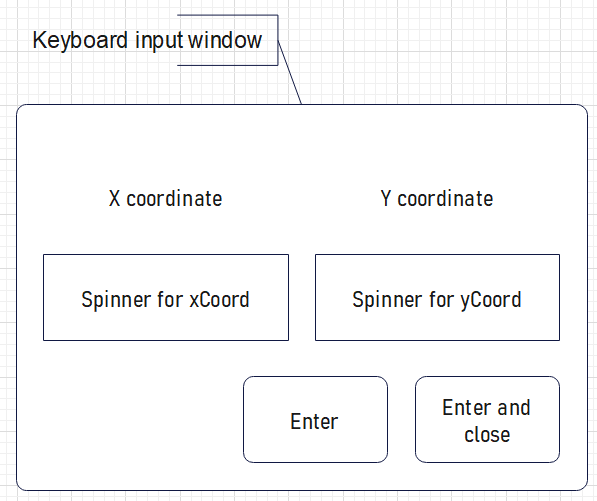 Keyboard input window
X coordinate
Y coordinate
Spinner for xCoord
Spinner for yCoord
Enter
Enter and
close